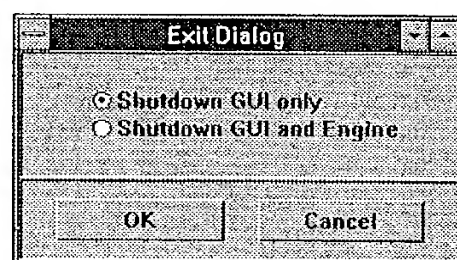 Exit Dialog
Shutdown GUI only
Shutdown GUI and Engine
OK Cancel